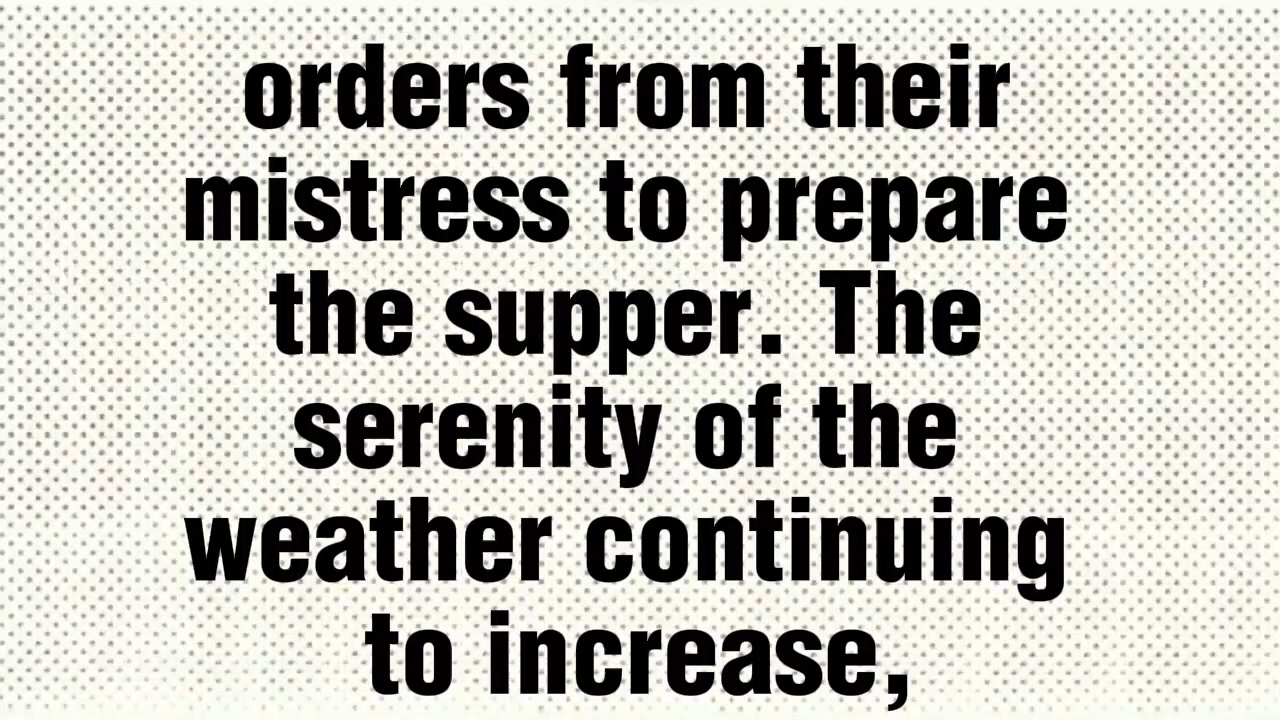 orders from their
mistress to prepare
the supper. The
serenity of the
weather continuing
to increase,